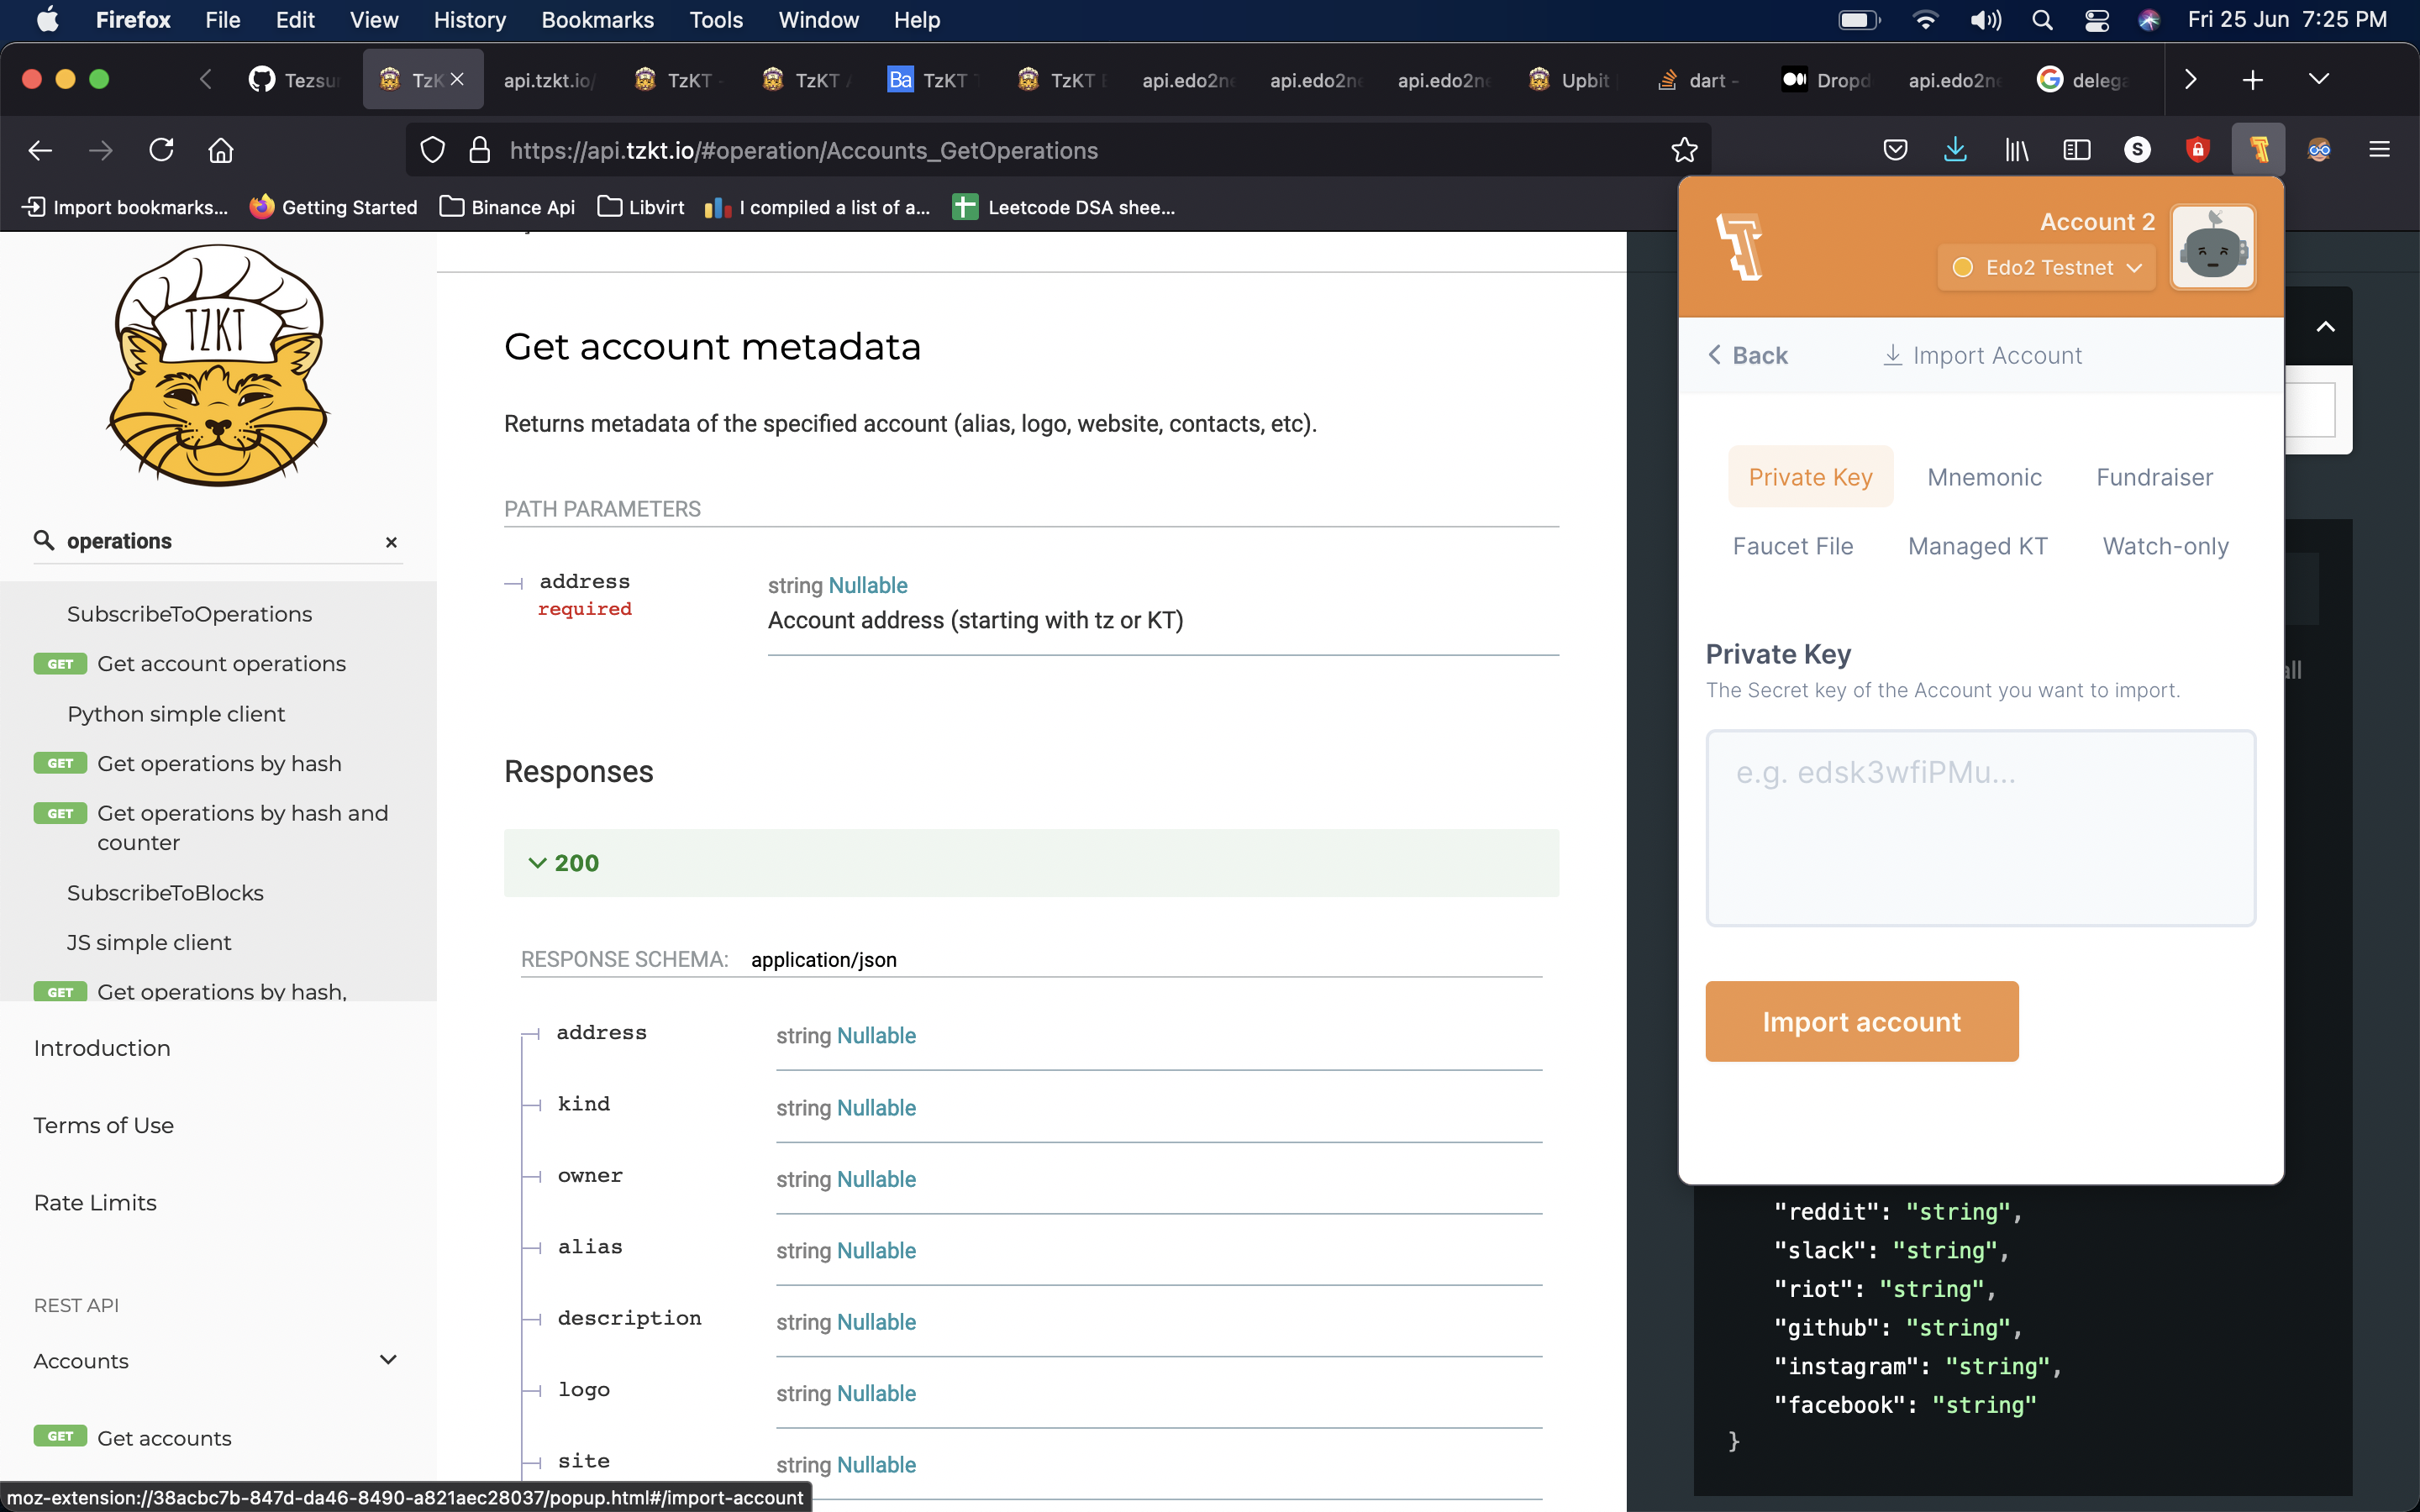 Firefox File Edit View History Bookmarks Tools Window Help Fri 25 Jun 7:25 PM
Tezsu TzK api.tzkt.io/ TzKT - TzKT Ba TzKT TzKT api.edo2ne api.edo2ne api.edo2ne Upbit dart - Dropd api.edo2ne delega
https://api.tzkt.io/#operation/Accounts_GetOperations
S
Import bookmarks... Getting Started Binance Api Libvirt I compiled a list of a... Leetcode DSA shee...
TZKT
operations
SubscribeToOperations
GET Get account operations
Python simple client
GET Get operations by hash
GET Get operations by hash and
counter
SubscribeToBlocks
JS simple client
GET Get operations by hash,
Introduction
Terms of Use
Rate Limits
REST API
Accounts
GET Get accounts
Get account metadata
Returns metadata of the specified account (alias, logo, website, contacts, etc).
PATH PARAMETERS
address string Nullable
required Account address (starting with tz or KT)
Responses
200
RESPONSE SCHEMA: application/json
address string Nullable
kind string Nullable
owner string Nullable
alias string Nullable
description string Nullable
logo string Nullable
site string Nullable
Account 2
Edo2 Testnet
Back Import Account
Private Key Mnemonic Fundraiser
Faucet File Managed KT Watch-only
Private Key
The Secret key of the Account you want to import.
e.g. edsk3wfiPMu...
Import account
all
"reddit": "string",
"slack": "string",
"riot": "string",
"github": "string",
"instagram": "string",
"facebook": "string"
}
moz-extension://38acbc7b-847d-da46-8490-a821aec28037/popup.html#/import-account